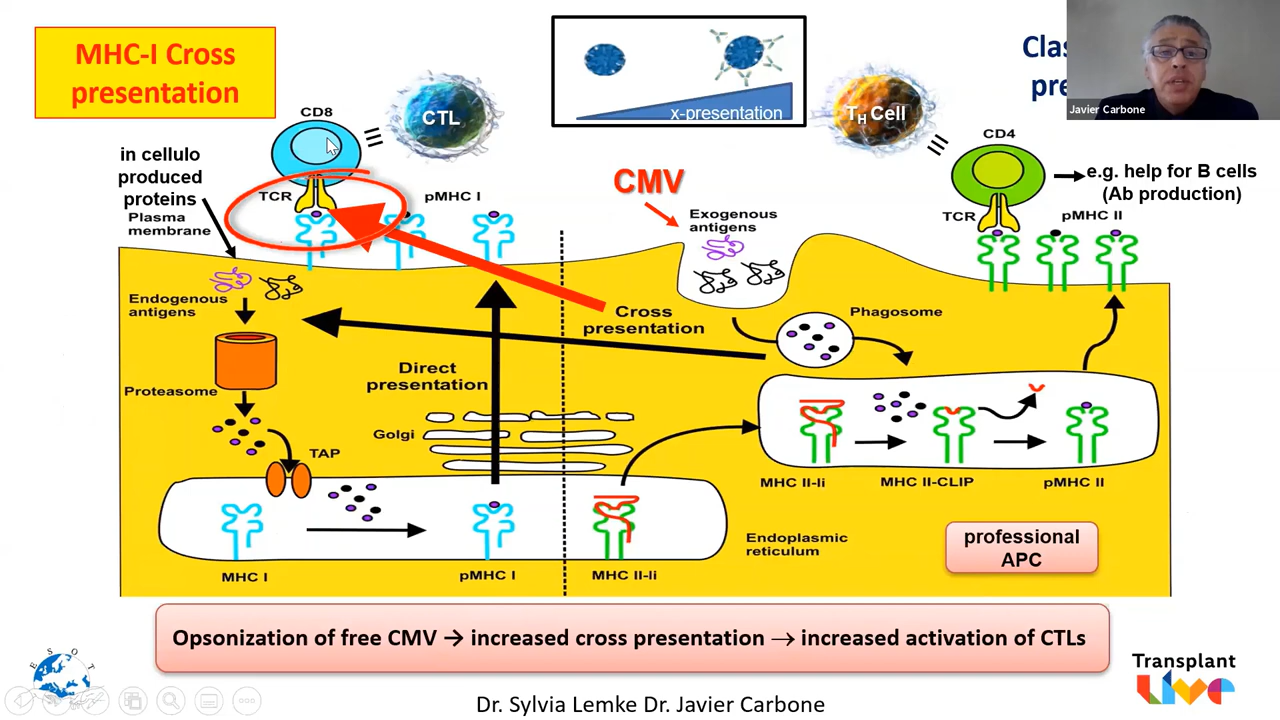 MHC-I Cross
presentation
x-presentation
Clas
pre
Javier Carbone
CD8
CTL
TH Cell
CD4
in cellulo
produced
proteins
Plasma
membrane
TCR
pMHC I
CMV
Exogenous
antigens
TCR
pMHC II
e.g. help for B cells
(Ab production)
Endogenous
antigens
Cross
presentation
Phagosome
Direct
presentation
Proteasome
Golgi
TAP
MHC II-Ii
MHC II-CLIP
pMHC II
Endoplasmic
reticulum
professional
APC
MHC I
pMHC I
MHC II-Ii
Opsonization of free CMV → increased cross presentation → increased activation of CTLs
ESOT
Transplant
Live
Dr. Sylvia Lemke Dr. Javier Carbone